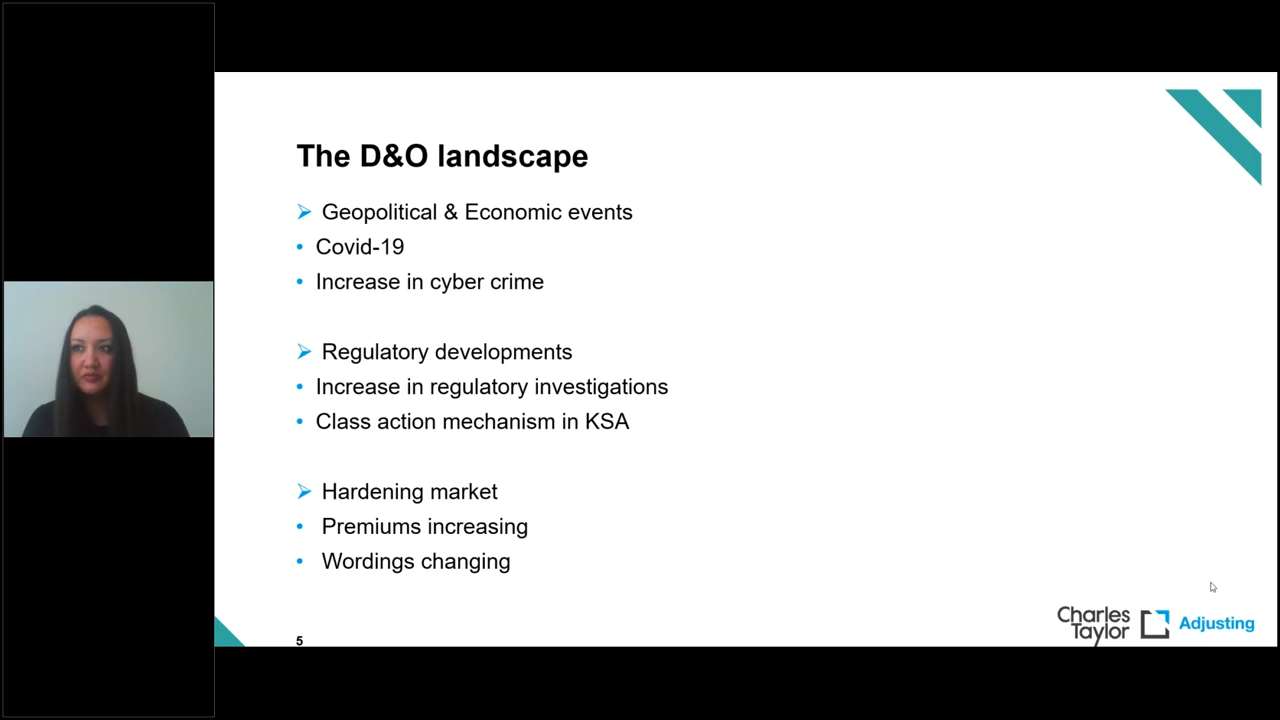 The D&O landscape
➢ Geopolitical & Economic events
• Covid-19
• Increase in cyber crime
➢ Regulatory developments
• Increase in regulatory investigations
• Class action mechanism in KSA
➢ Hardening market
• Premiums increasing
• Wordings changing
5
Charles
Taylor
Adjusting